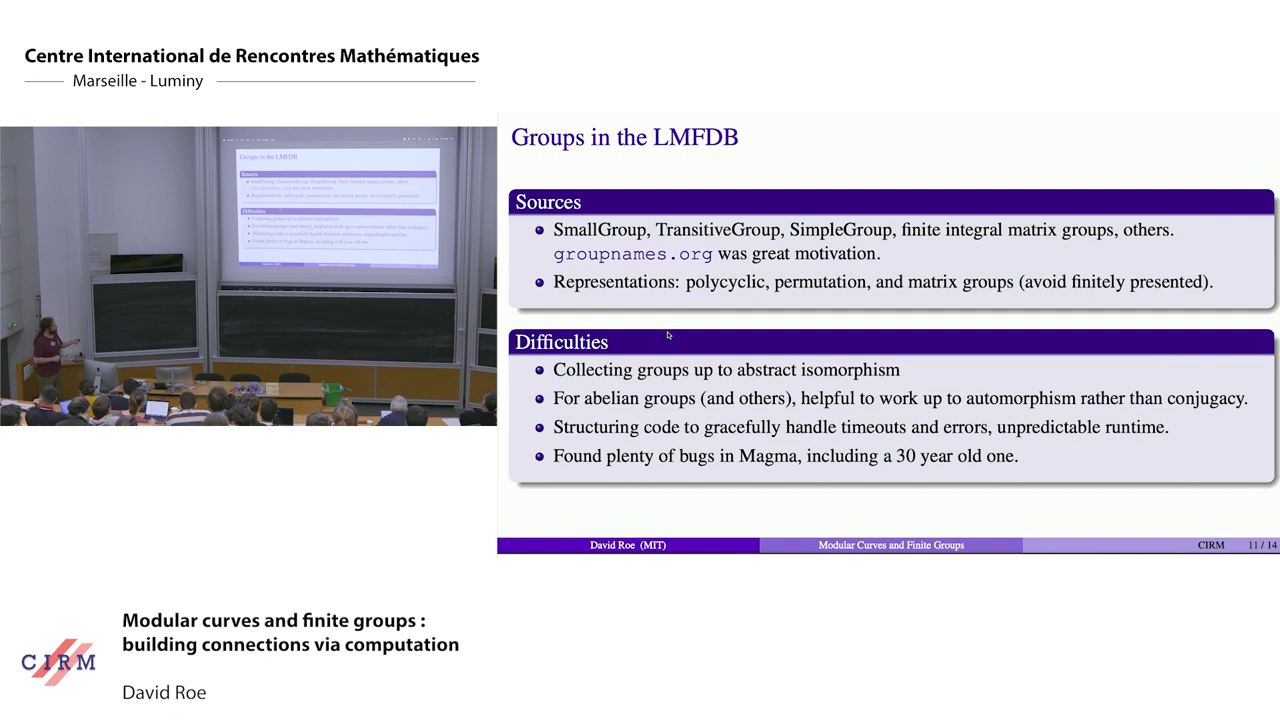 Centre International de Rencontres Mathématiques
Marseille - Luminy
Groups in the LMFDB
Sources
SmallGroup, TransitiveGroup, SimpleGroup, finite integral matrix groups, others.
groupnames.org was great motivation.
Representations: polycyclic, permutation, and matrix groups (avoid finitely presented).
Difficulties
Collecting groups up to abstract isomorphism
For abelian groups (and others), helpful to work up to automorphism rather than conjugacy.
Structuring code to gracefully handle timeouts and errors, unpredictable runtime.
Found plenty of bugs in Magma, including a 30 year old one.
David Roe (MIT) Modular Curves and Finite Groups CIRM 11 / 14
Modular curves and finite groups :
building connections via computation
CIRM
David Roe